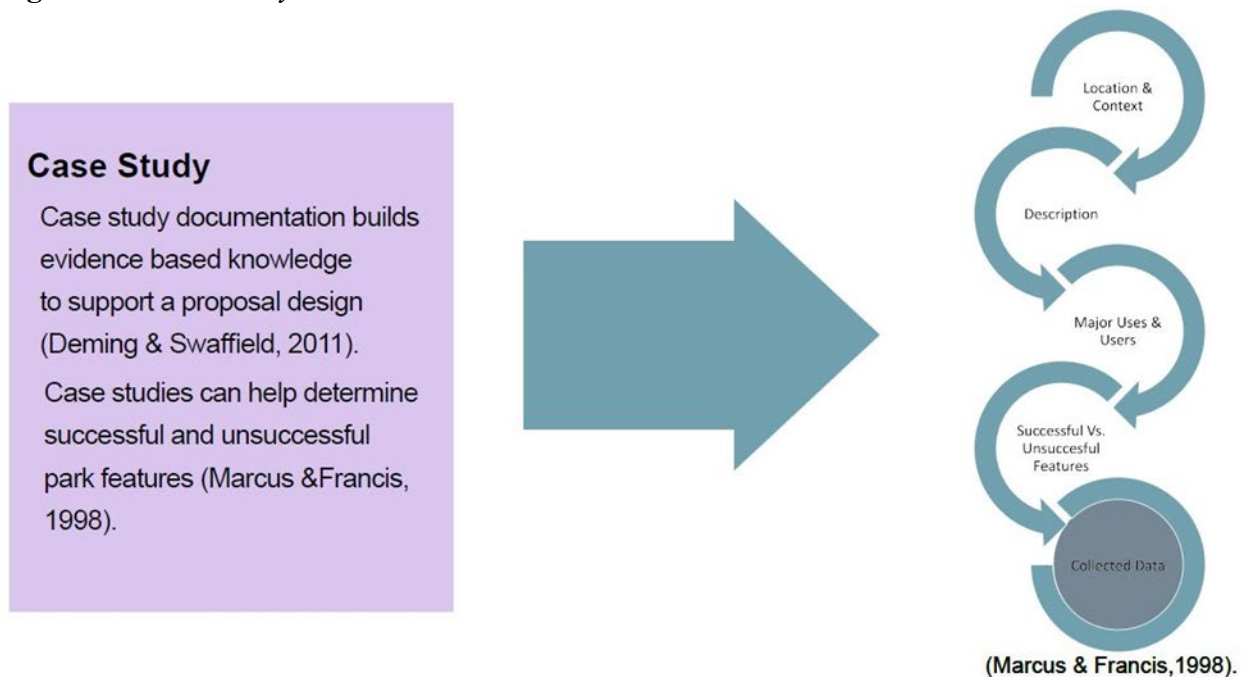 Case Study
Case study documentation builds
evidence based knowledge
to support a proposal design
(Deming & Swaffield, 2011).
Case studies can help determine
successful and unsuccessful
park features (Marcus &Francis,
1998).
Location &
Context
Description
Major Uses &
Users
Successful Vs.
Unsuccesful
Features
Collected Data
(Marcus & Francis,1998).